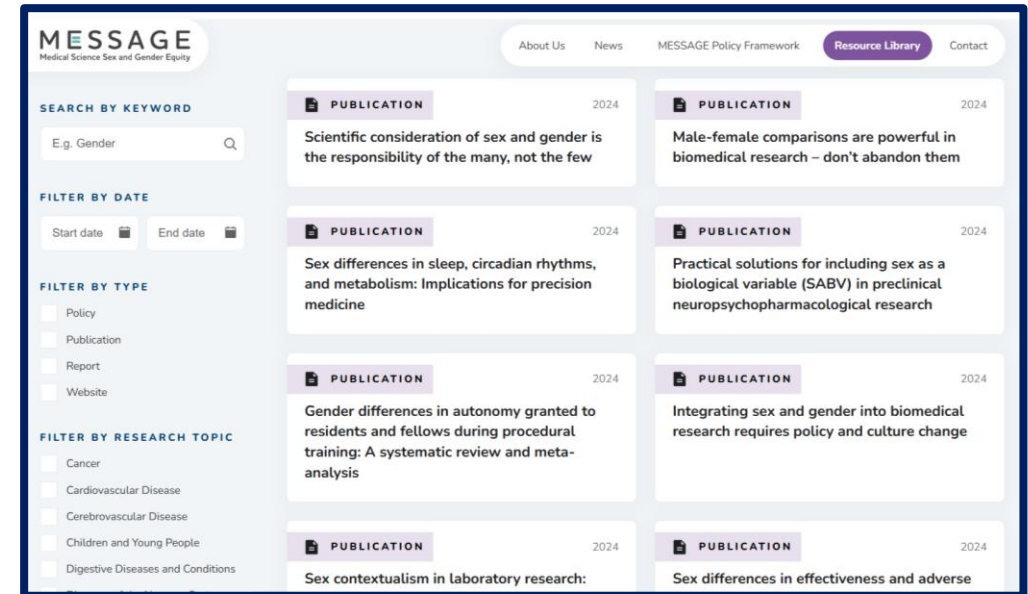 MESSAGE
Medical Science Sex and Gender Equity
About Us
News
MESSAGE Policy Framework
Resource Library
Contact
SEARCH BY KEYWORD
E.g. Gender
FILTER BY DATE
Start date
End date
FILTER BY TYPE
Policy
Publication
Report
Website
FILTER BY RESEARCH TOPIC
Cancer
Cardiovascular Disease
Cerebrovascular Disease
Children and Young People
Digestive Diseases and Conditions
PUBLICATION
2024
Scientific consideration of sex and gender is
the responsibility of the many, not the few
PUBLICATION
2024
Male-female comparisons are powerful in
biomedical research – don't abandon them
PUBLICATION
2024
Sex differences in sleep, circadian rhythms,
and metabolism: Implications for precision
medicine
PUBLICATION
2024
Practical solutions for including sex as a
biological variable (SABV) in preclinical
neuropsychopharmacological research
PUBLICATION
2024
Gender differences in autonomy granted to
residents and fellows during procedural
training: A systematic review and meta-
analysis
PUBLICATION
2024
Integrating sex and gender into biomedical
research requires policy and culture change
PUBLICATION
2024
Sex contextualism in laboratory research:
PUBLICATION
2024
Sex differences in effectiveness and adverse